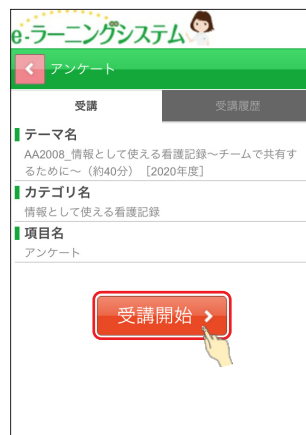 e-ラーニングシステム
アンケート
受講 受講履歴
テーマ名
AA2008_情報として使える看護記録～チームで共有す
るために～（約40分）［2020年度］
カテゴリ名
情報として使える看護記録
項目名
アンケート
受講開始